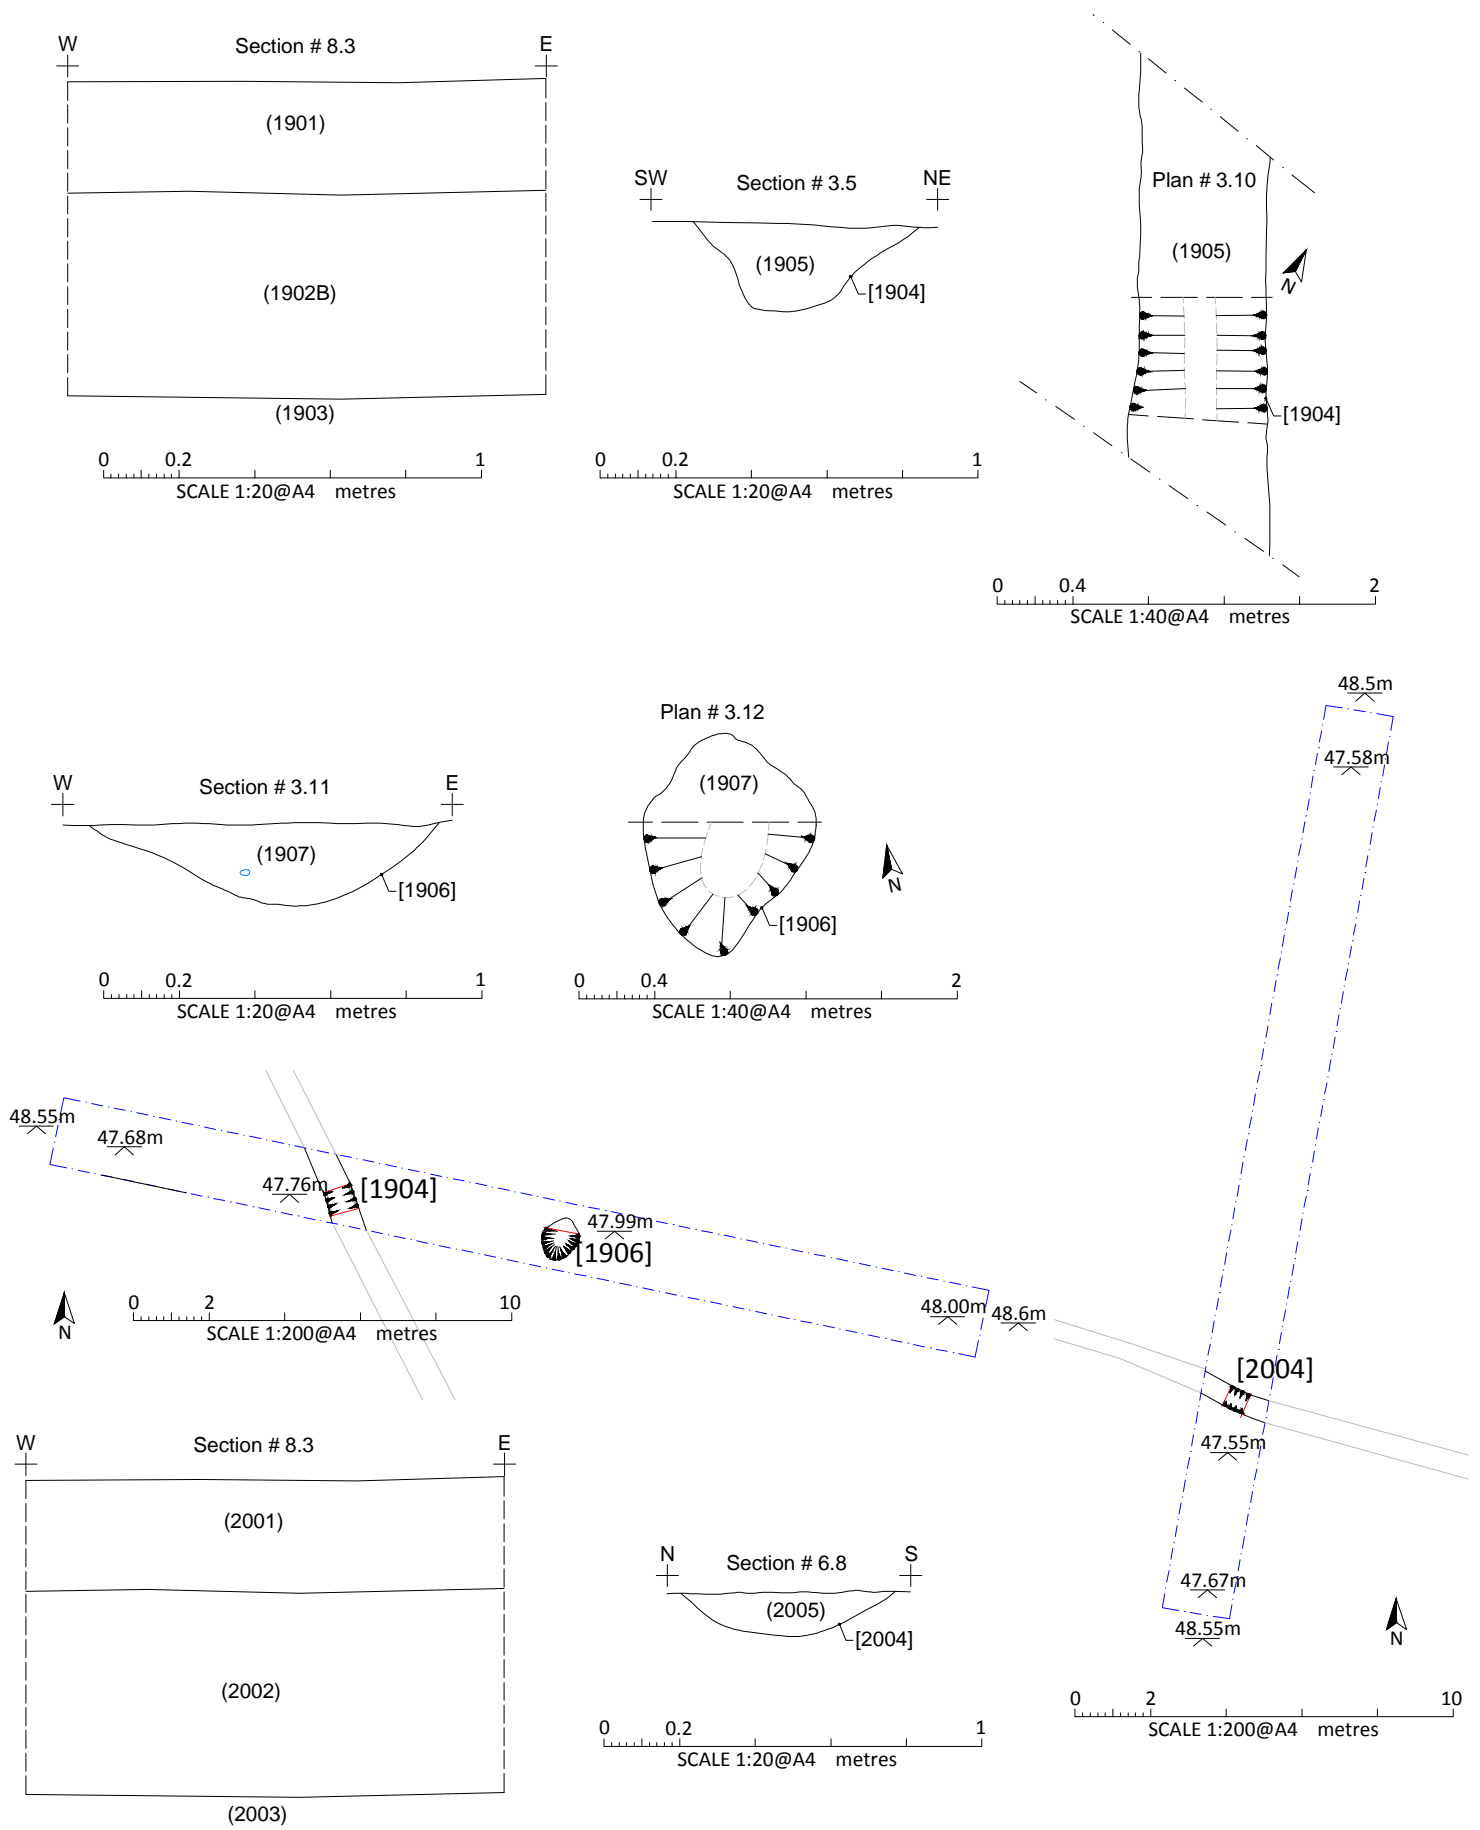 W Section # 8.3 E
(1901)
(1902B)
(1903)
0 0.2 1
SCALE 1:20@A4 metres
SW Section # 3.5 NE
(1905)
[1904]
0 0.2 1
SCALE 1:20@A4 metres
Plan # 3.10
(1905)
N
[1904]
0 0.4 2
SCALE 1:40@A4 metres
W Section # 3.11 E
(1907)
[1906]
0 0.2 1
SCALE 1:20@A4 metres
Plan # 3.12
(1907)
N
[1906]
0 0.4 2
SCALE 1:40@A4 metres
48.55m
47.68m
47.76m
[1904]
47.99m
[1906]
48.00m
48.6m
N
0 2 10
SCALE 1:200@A4 metres
48.5m
47.58m
[2004]
47.55m
47.67m
48.55m
N
0 2 10
SCALE 1:200@A4 metres
W Section # 8.3 E
(2001)
(2002)
(2003)
N Section # 6.8 S
(2005)
[2004]
0 0.2 1
SCALE 1:20@A4 metres